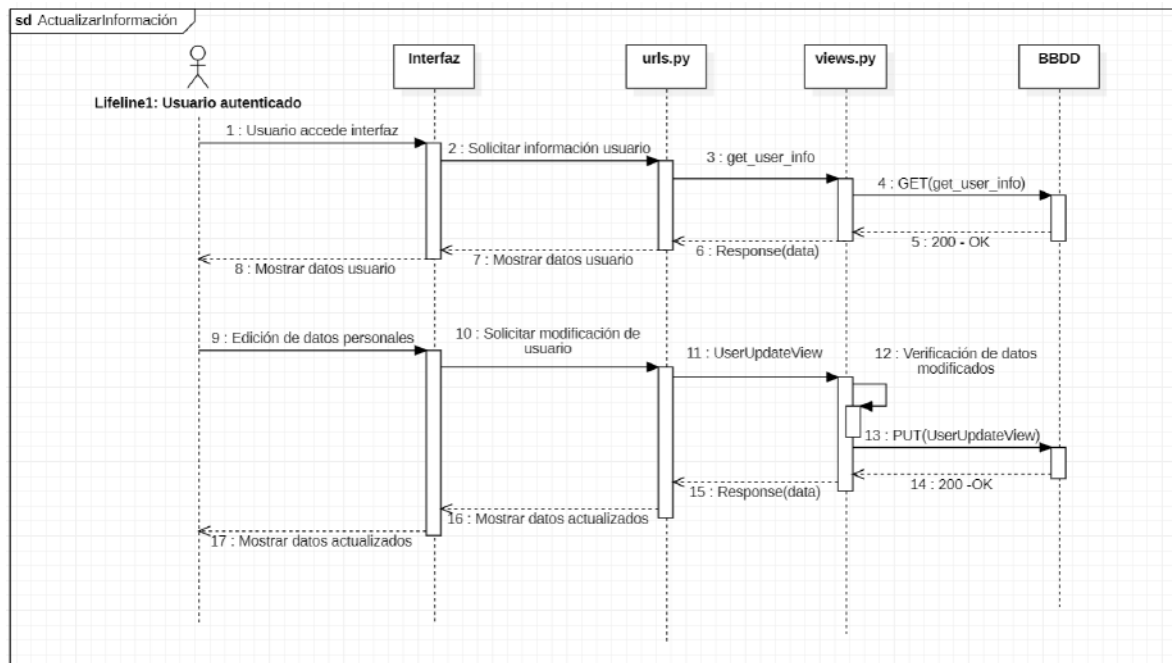 sd ActualizarInformación
Interfaz
urls.py
views.py
BBDD
Lifeline1: Usuario autenticado
1 : Usuario accede interfaz
2 : Solicitar información usuario
3 : get_user_info
4 : GET(get_user_info)
5 : 200 - OK
6 : Response(data)
7 : Mostrar datos usuario
8 : Mostrar datos usuario
9 : Edición de datos personales
10 : Solicitar modificación de
usuario
11 : UserUpdateView
12 : Verificación de datos
modificados
13 : PUT(UserUpdateView)
14 : 200 -OK
15 : Response(data)
16 : Mostrar datos actualizados
17 : Mostrar datos actualizados